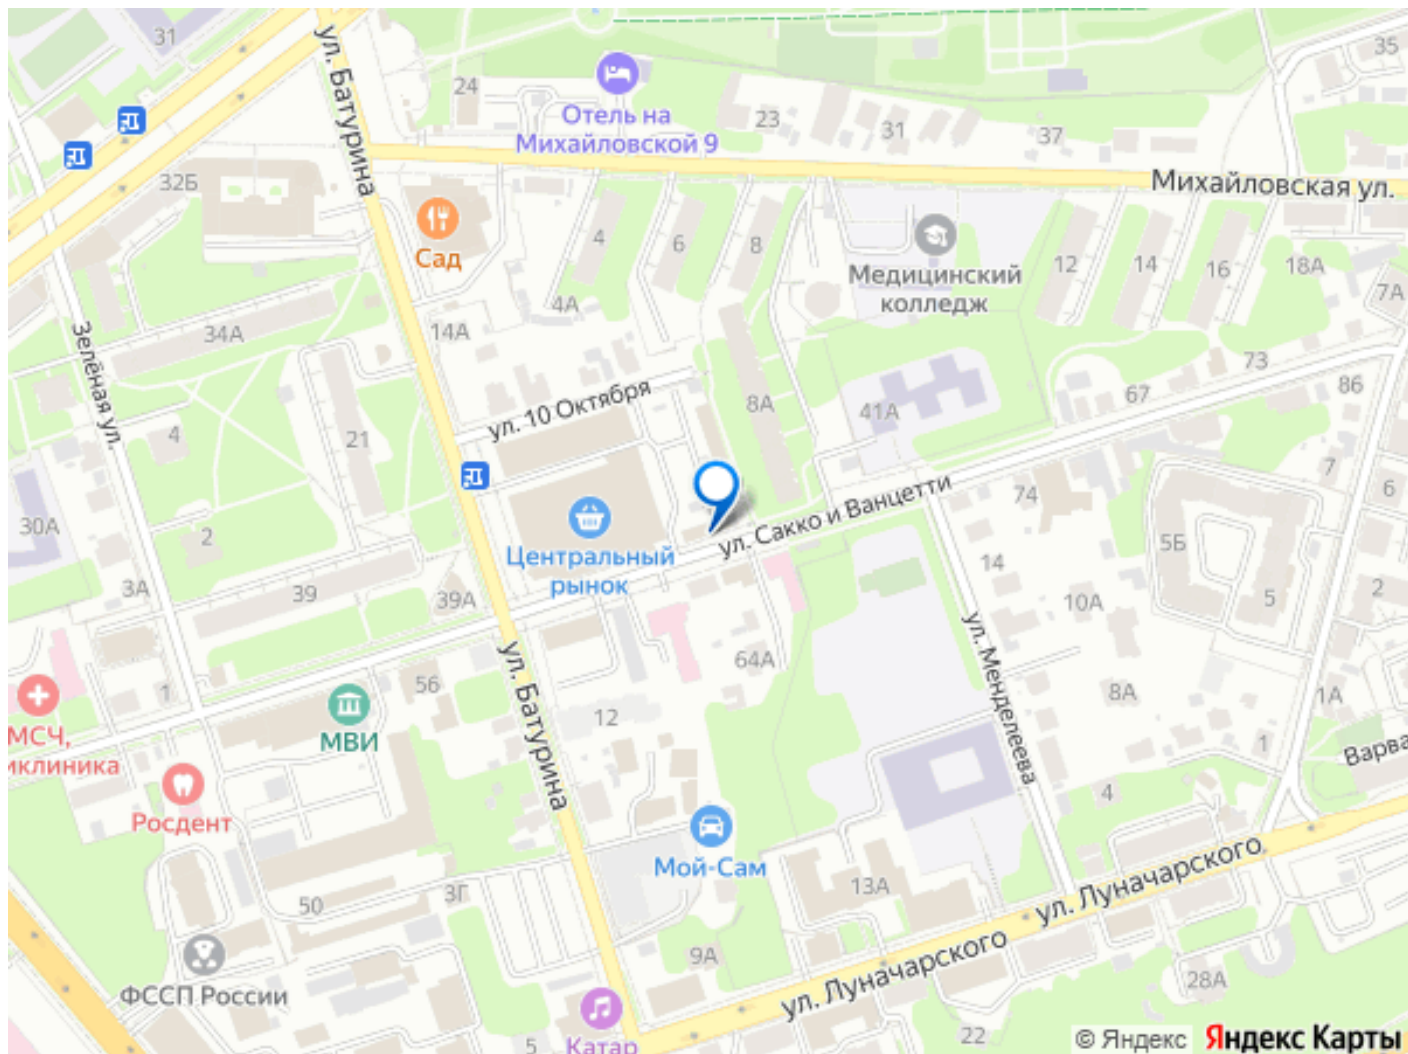 31
ул. Батурина
24
Отель на
Михайловской 9
23
31
37
35
32Б
Михайловская ул.
Сад
4
6
8
Медицинский
колледж
12
14
16
18А
7А
4А
34А
14А
Зелёная ул.
73
67
86
ул. 10 Октября
8А
41А
4
21
7
6
30А
2
74
ул. Сакко и Ванцетти
5Б
Центральный
рынок
14
3А
39
39А
10А
5
2
ул. Менделеева
64А
ул. Батурина
1
56
12
8А
1А
МСЧ,
иклиника
МВИ
1
Варва
Росдент
4
Мой-Сам
13А
ул. Луначарского
50
3Г
9А
ул. Луначарского
28А
ФССП России
22
5
Катар
© Яндекс Яндекс Карты